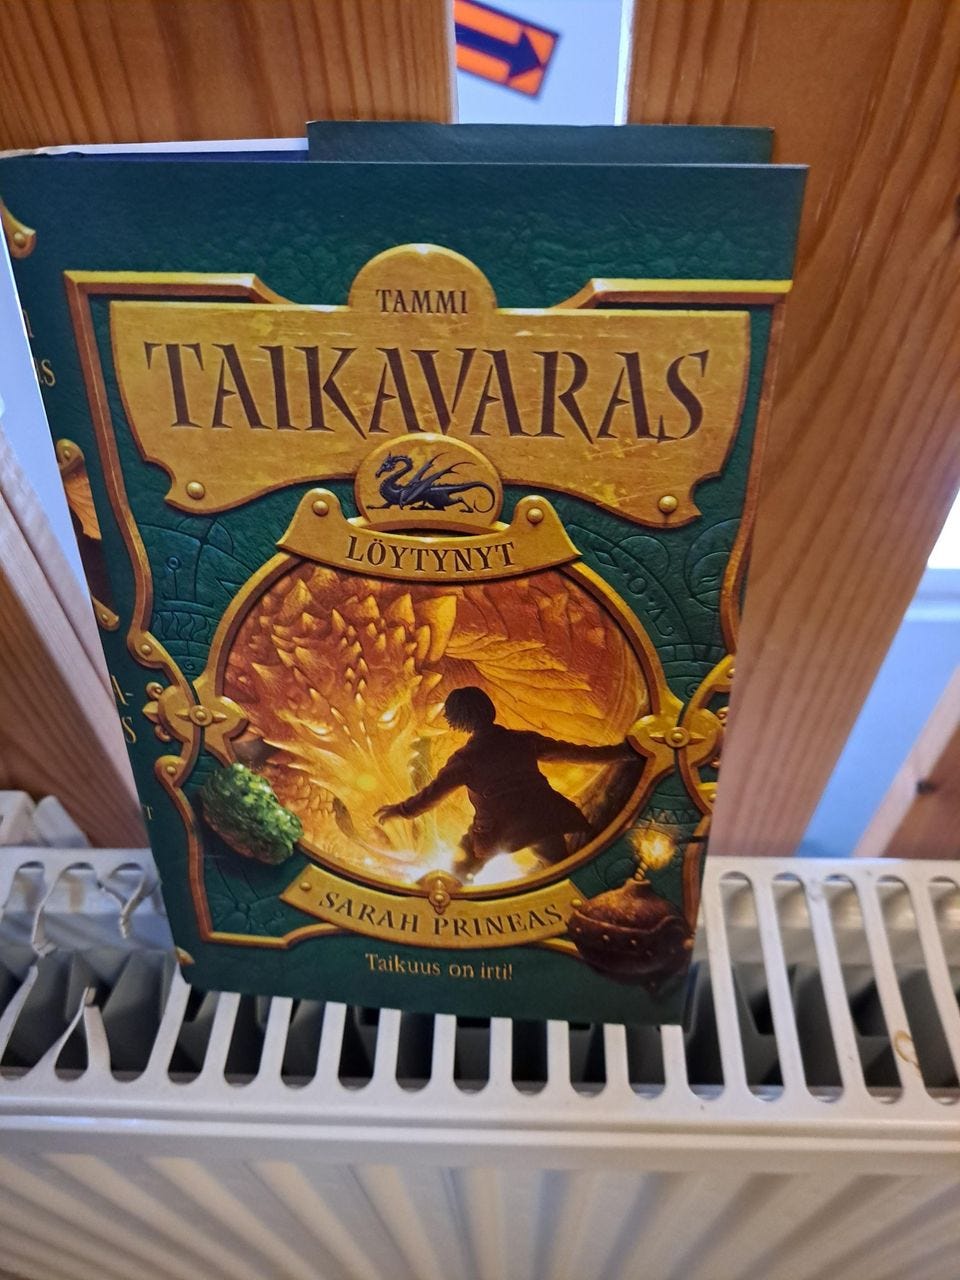 TAMMI
TAIKAVARAS
LÖYTYNYT
SARAH PRINEAS
Taikuus on irti!